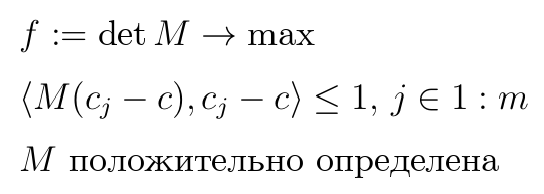 f := det M → max
⟨M(c_j − c), c_j − c⟩ ≤ 1, j ∈ 1 : m
M положительно определена